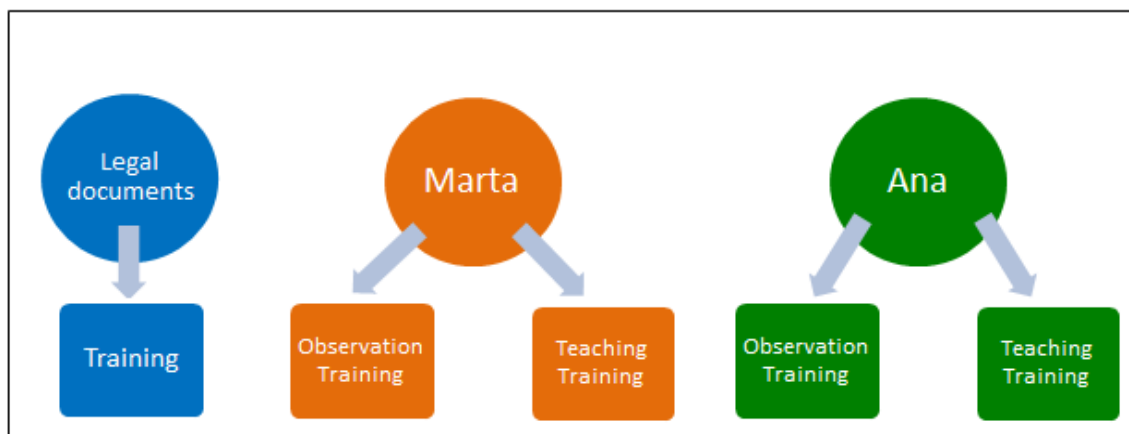 Legal
documents
Marta
Ana
Training
Observation
Training
Teaching
Training
Observation
Training
Teaching
Training